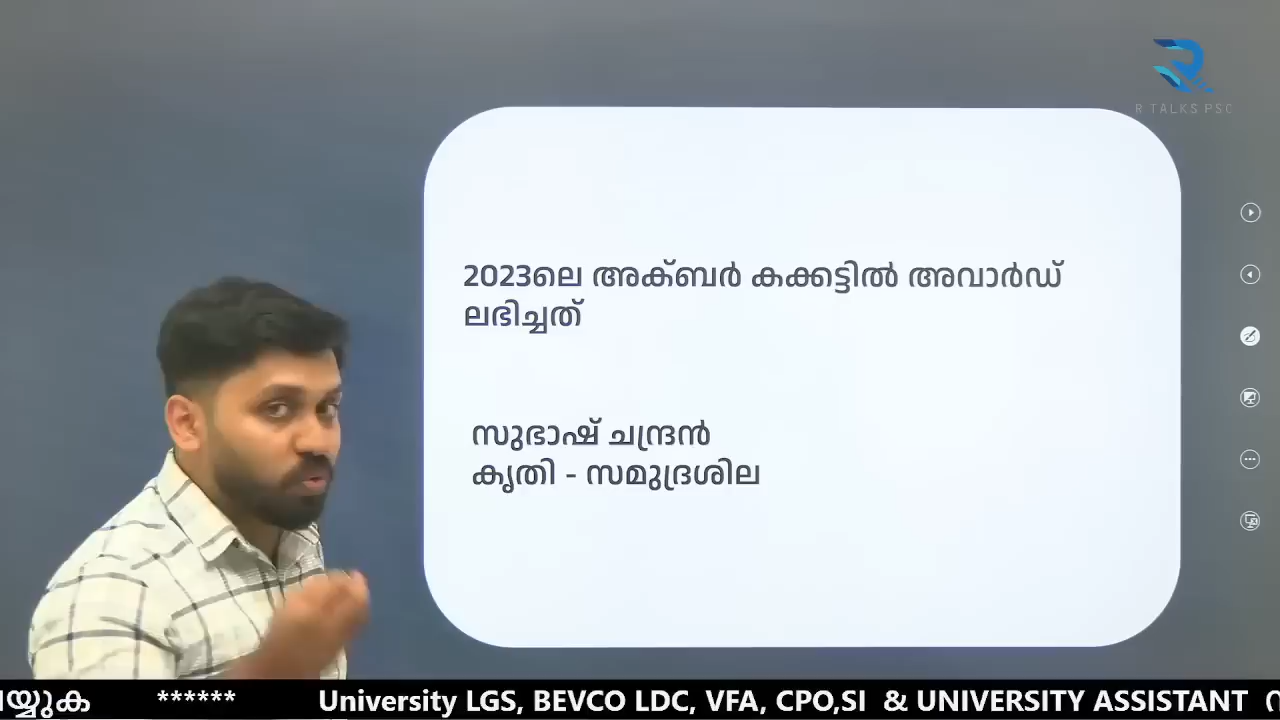 R TALKS PSC
2023ലെ അക്ബർ കക്കട്ടിൽ അവാർഡ്
ലഭിച്ചത്
സുഭാഷ് ചന്ദ്രൻ
കൃതി - സമുദ്രശില
****** University LGS, BEVCO LDC, VFA, CPO,SI & UNIVERSITY ASSISTANT